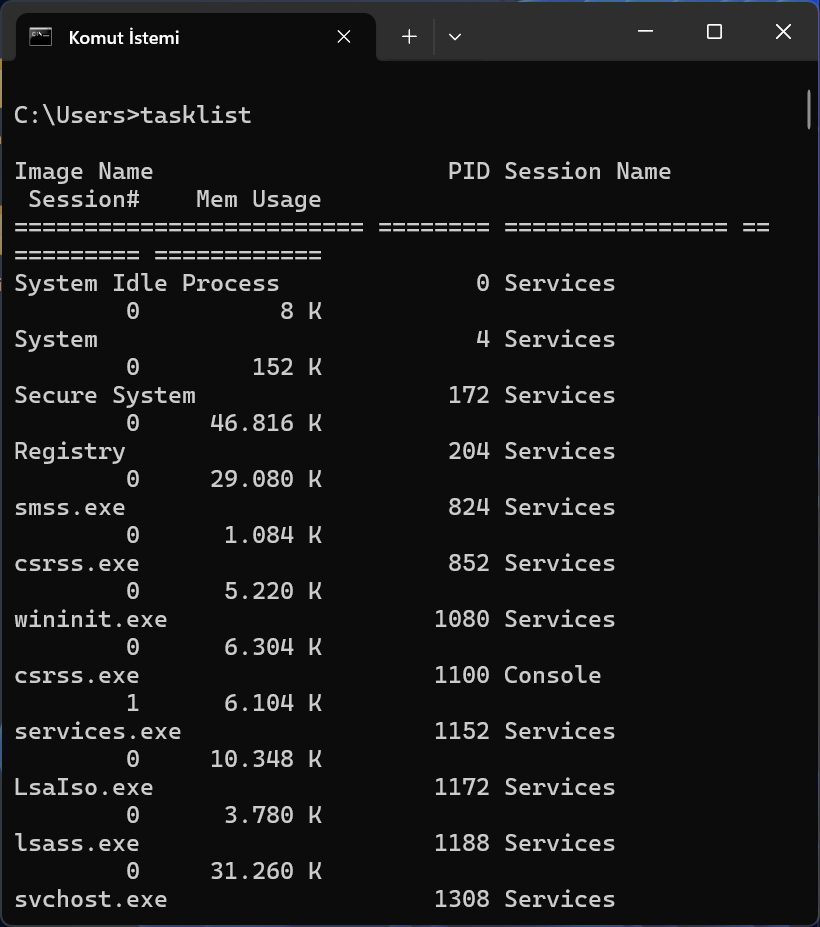 Komut İstemi
C:\Users>tasklist
Image Name                     PID Session Name
 Session#    Mem Usage
========================= ======== ================ ==
========= ============
System Idle Process              0 Services
        0          8 K
System                           4 Services
        0        152 K
Secure System                  172 Services
        0     46.816 K
Registry                       204 Services
        0     29.080 K
smss.exe                       824 Services
        0      1.084 K
csrss.exe                      852 Services
        0      5.220 K
wininit.exe                   1080 Services
        0      6.304 K
csrss.exe                     1100 Console
        1      6.104 K
services.exe                  1152 Services
        0     10.348 K
LsaIso.exe                    1172 Services
        0      3.780 K
lsass.exe                     1188 Services
        0     31.260 K
svchost.exe                   1308 Services